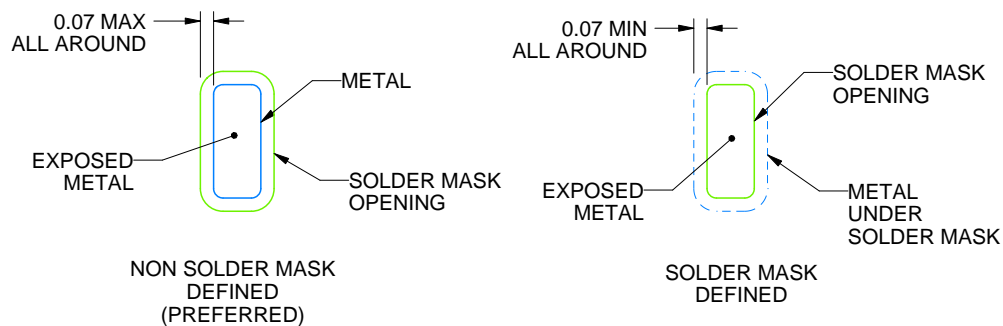 0.07 MAX
ALL AROUND
METAL
EXPOSED
METAL
SOLDER MASK
OPENING
NON SOLDER MASK
DEFINED
(PREFERRED)
0.07 MIN
ALL AROUND
SOLDER MASK
OPENING
EXPOSED
METAL
METAL
UNDER
SOLDER MASK
SOLDER MASK
DEFINED